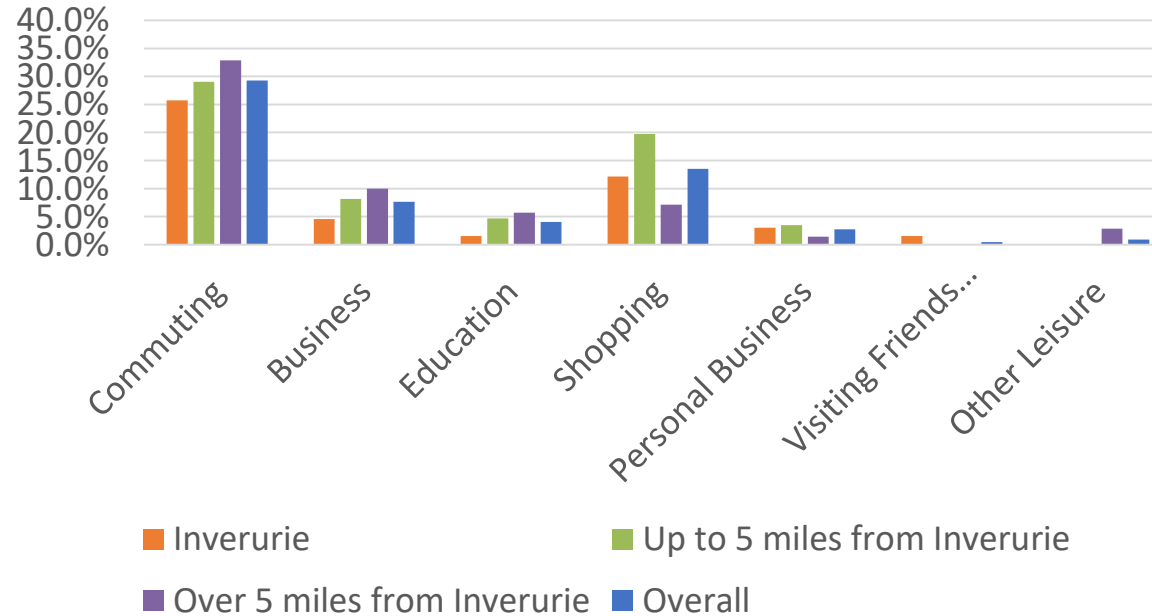 40.0%
35.0%
30.0%
25.0%
20.0%
15.0%
10.0%
5.0%
0.0%
Commuting
Business
Education
Shopping
Personal Business
Visiting Friends...
Other Leisure
Inverurie
Up to 5 miles from Inverurie
Over 5 miles from Inverurie
Overall